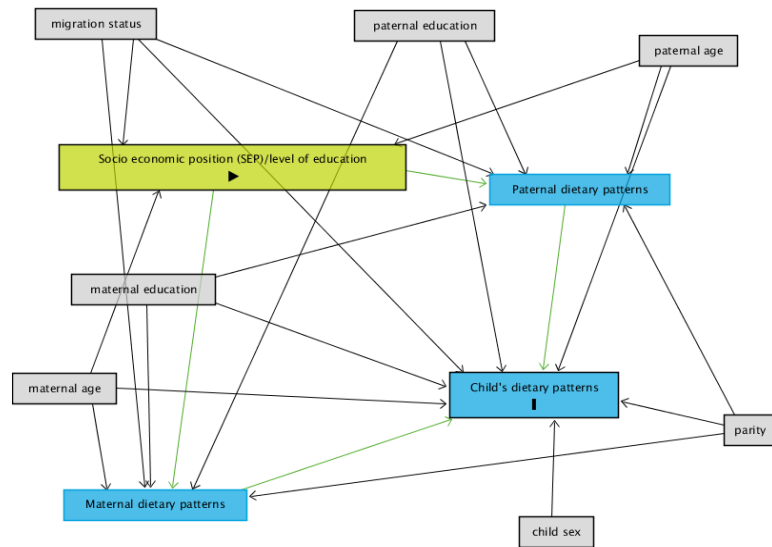 migration status
paternal education
paternal age
Socio economic position (SEP)/level of education
Paternal dietary patterns
maternal education
maternal age
Child's dietary patterns
parity
Maternal dietary patterns
child sex